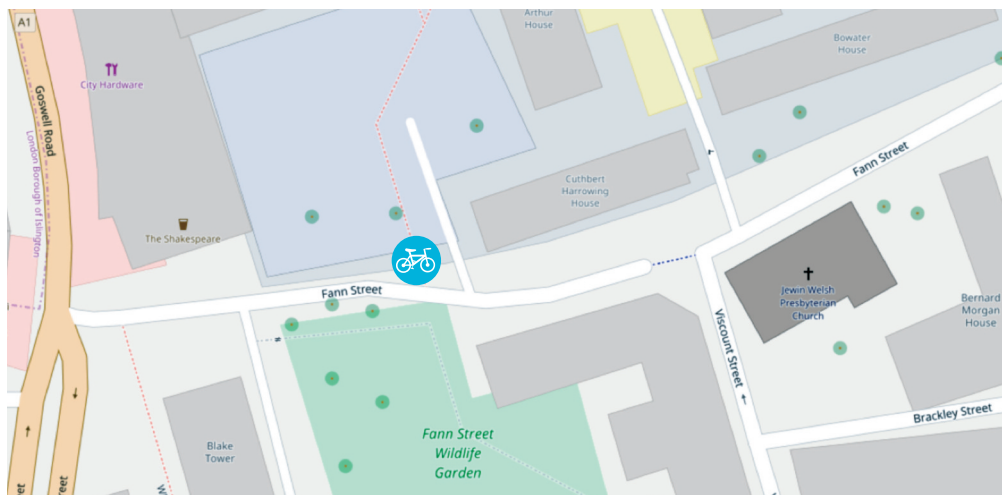 A1
Arthur
House
Bowater
House
City Hardware
Goswell Road
London Borough of Islington
Fann Street
Cuthbert
Harrowing
House
The Shakespeare
Jewin Welsh
Presbyterian
Church
Fann Street
Bernard
Morgan
House
Viscount Street
Brackley Street
Fann Street
Wildlife
Garden
Blake
Tower